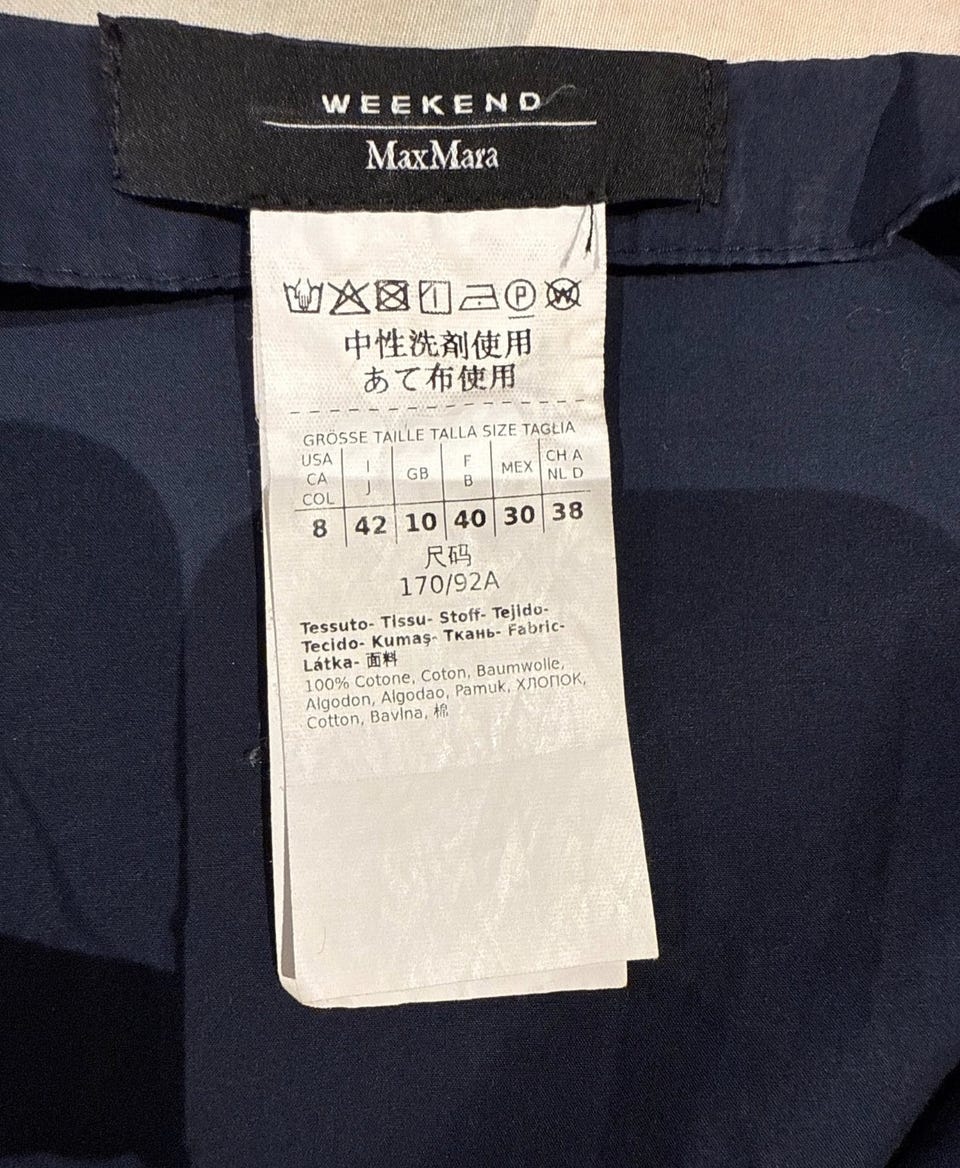 WEEKEND
MaxMara
中性洗剤使用
あて布使用
GRÖSSE TAILLE TALLA SIZE TAGLIA
USA CA COL I J GB F B MEX CH A NL D
8 42 10 40 30 38
尺码
170/92A
Tessuto- Tissu- Stoff- Tejido-
Tecido- Kumaş- Ткань- Fabric-
Látka- 面料
100% Cotone, Coton, Baumwolle,
Algodon, Algodao, Pamuk, ХЛОПОК,
Cotton, Bavlna, 棉